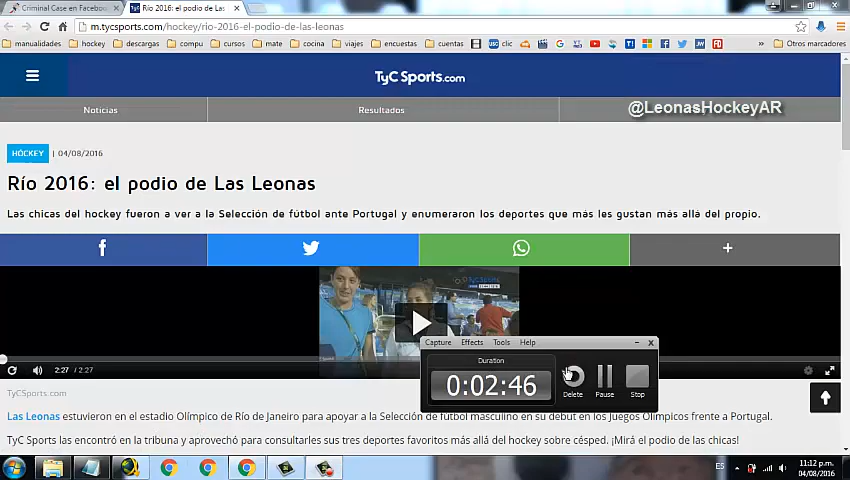 Criminal Case en Faceboo
Río 2016: el podio de las
m.tycsports.com/hockey/rio-2016-el-podio-de-las-leonas
manualidades hockey descargas compu cursos mate cocina viajes encuestas cuentas USC clic Otros marcadores
TyC Sports.com
Noticias Resultados
@LeonasHockeyAR
HOCKEY | 04/08/2016
Río 2016: el podio de Las Leonas
Las chicas del hockey fueron a ver a la Selección de fútbol ante Portugal y enumeraron los deportes que más les gustan más allá del propio.
TyCSports
Capture Effects Tools Help
Duration
0:02:46
Delete Pause Stop
2:27 / 2:27
TyCSports.com
Las Leonas estuvieron en el estadio Olímpico de Río de Janeiro para apoyar a la Selección de fútbol masculino en su debut en los Juegos Olímpicos frente a Portugal.
TyC Sports las encontró en la tribuna y aprovechó para consultarles sus tres deportes favoritos más allá del hockey sobre césped. ¡Mirá el podio de las chicas!
ES
11:12 p.m.
04/08/2016